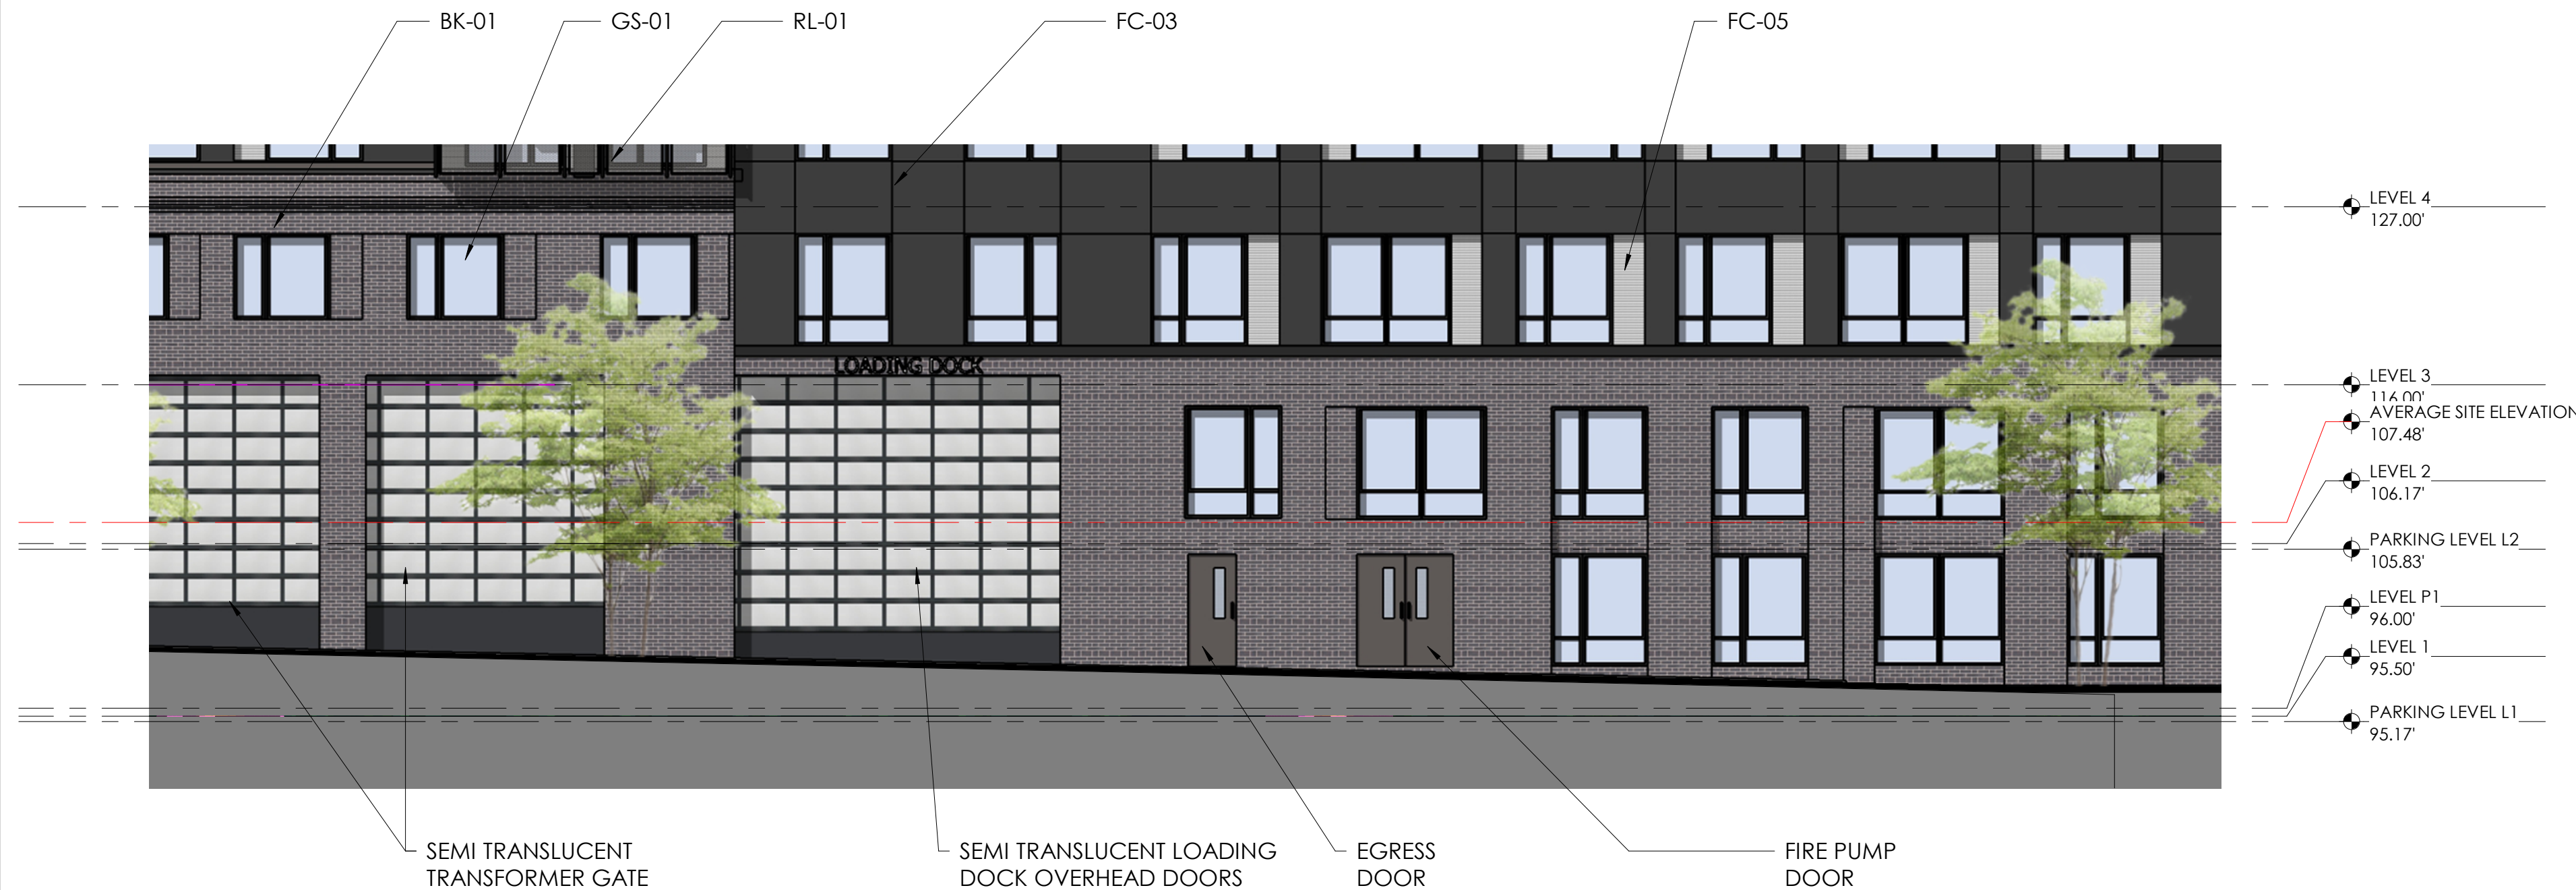 BK-01
GS-01
RL-01
FC-03
FC-05
LEVEL 4
127.00'
LOADING DOCK
LEVEL 3
116.00'
AVERAGE SITE ELEVATION
107.48'
LEVEL 2
106.17'
PARKING LEVEL L2
105.83'
LEVEL P1
96.00'
LEVEL 1
95.50'
PARKING LEVEL L1
95.17'
SEMI TRANSLUCENT
TRANSFORMER GATE
SEMI TRANSLUCENT LOADING
DOCK OVERHEAD DOORS
EGRESS
DOOR
FIRE PUMP
DOOR